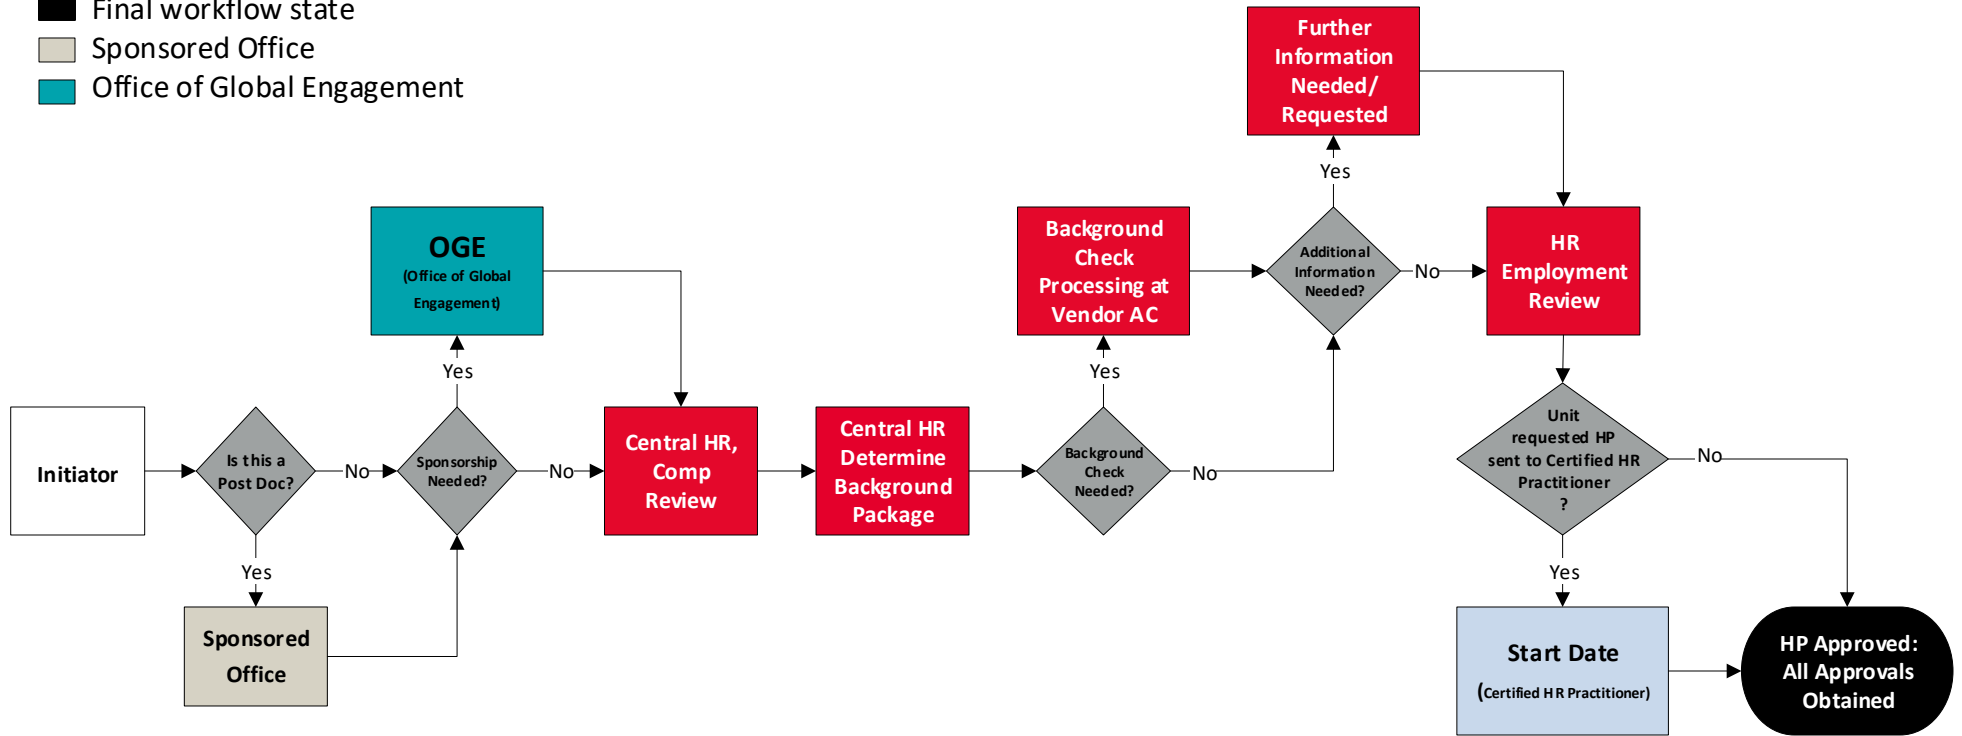 Final workflow state
Sponsored Office
Office of Global Engagement
Further
Information
Needed/
Requested
Yes
OGE
(Office of Global
Engagement)
Background
Check
Processing at
Vendor AC
Additional
Information
Needed?
No
HR
Employment
Review
Yes
Yes
Initiator
Is this a
Post Doc?
No
Sponsorship
Needed?
No
Central HR,
Comp
Review
Central HR
Determine
Background
Package
Background
Check
Needed?
No
Unit
requested HP
sent to Certified HR
Practitioner
?
No
Yes
Yes
Sponsored
Office
Start Date
(Certified HR Practitioner)
HP Approved:
All Approvals
Obtained